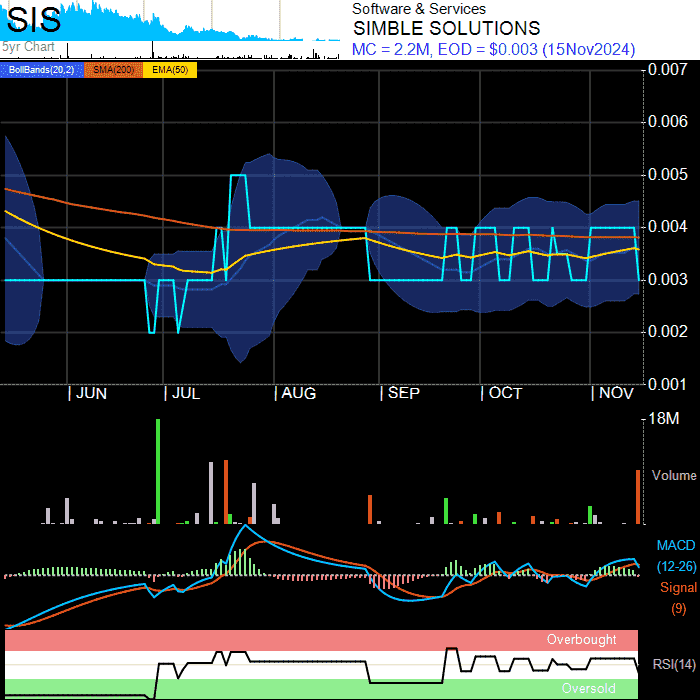 SIS
5yr Chart
Software & Services
SIMBLE SOLUTIONS
MC = 2.2M, EOD = $0.003 (15Nov2024)
BollBands(20,2) SMA(200) EMA(50)
0.007
0.006
0.005
0.004
0.003
0.002
0.001
JUN JUL AUG SEP OCT NOV
18M
Volume
MACD
(12-26)
Signal
(9)
Overbought
RSI(14)
Oversold